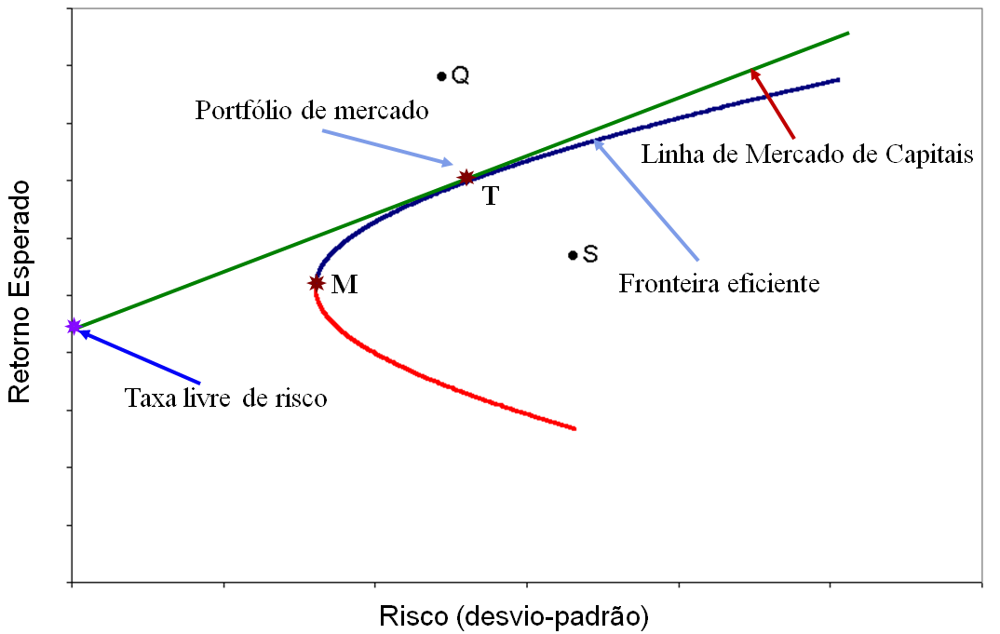 Q
Portfólio de mercado
Linha de Mercado de Capitais
T
S
Fronteira eficiente
M
Taxa livre de risco
Retorno Esperado
Risco (desvio-padrão)